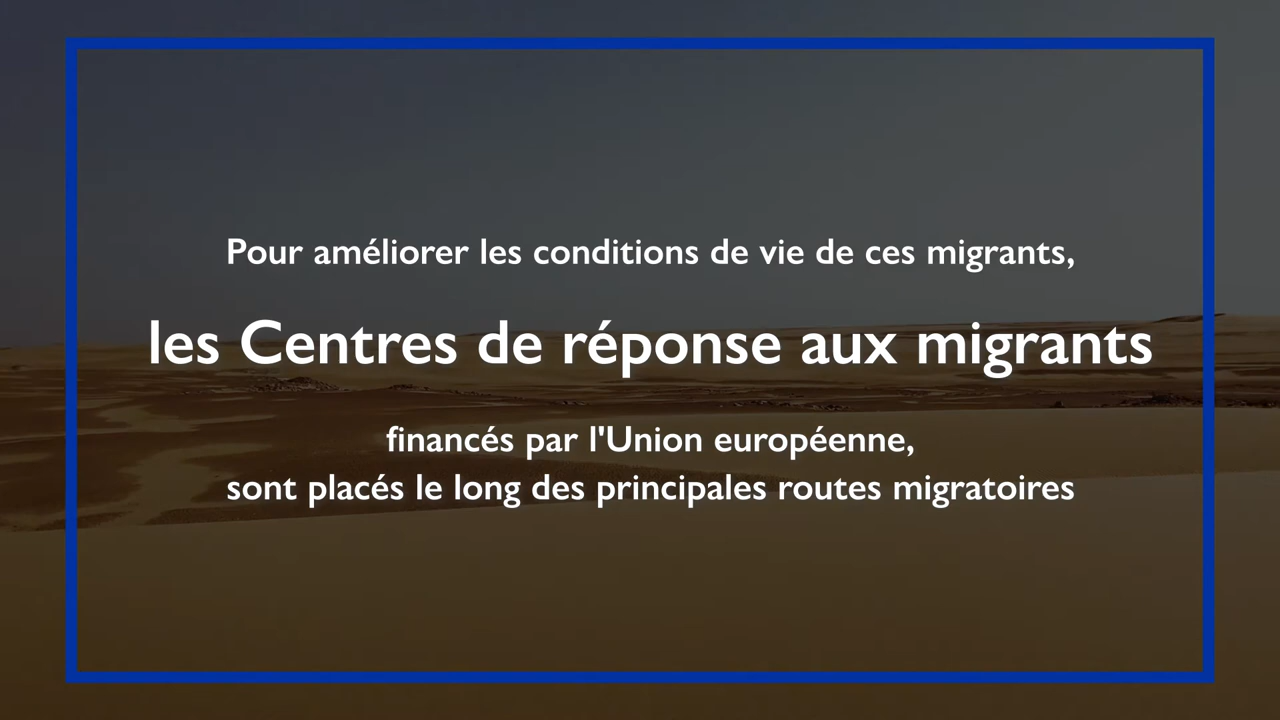 Pour améliorer les conditions de vie de ces migrants,
les Centres de réponse aux migrants
financés par l'Union européenne,
sont placés le long des principales routes migratoires